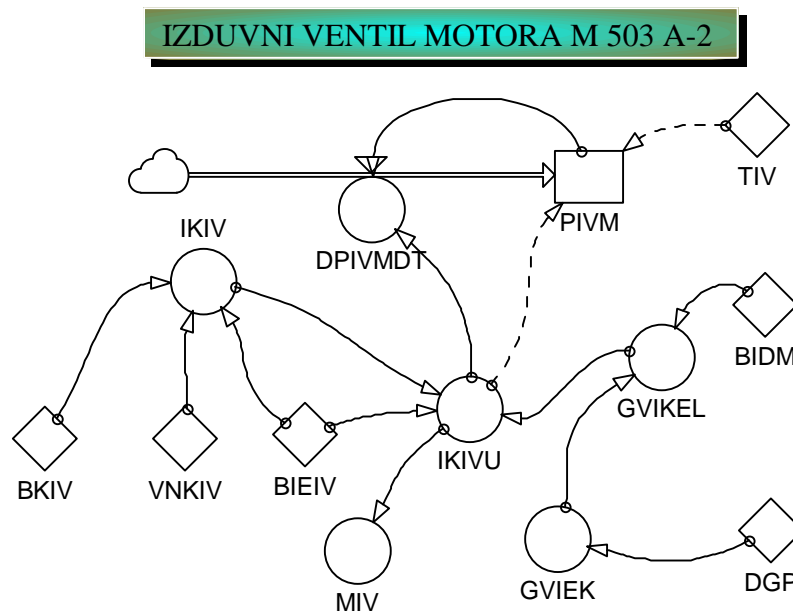 IZDUVNI VENTIL MOTORA M 503 A-2
TIV
PIVM
IKIV
DPIVMDT
BIDM
GVIKEL
BKIV
VNKIV
BIEIV
IKIVU
MIV
GVIEK
DGP